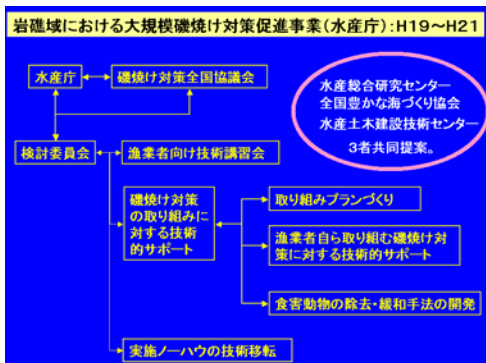 岩礁域における大規模磯焼け対策促進事業(水産庁):H19～H21
水産庁
磯焼け対策全国協議会
水産総合研究センター
全国豊かな海づくり協会
水産土木建設技術センター
3者共同提案。
検討委員会
漁業者向け技術講習会
磯焼け対策
の取り組みに
対する技術
的サポート
取り組みプランづくり
漁業者自ら取り組む磯焼け対
策に対する技術的サポート
食害動物の除去・緩和手法の開発
実施ノーハウの技術移転